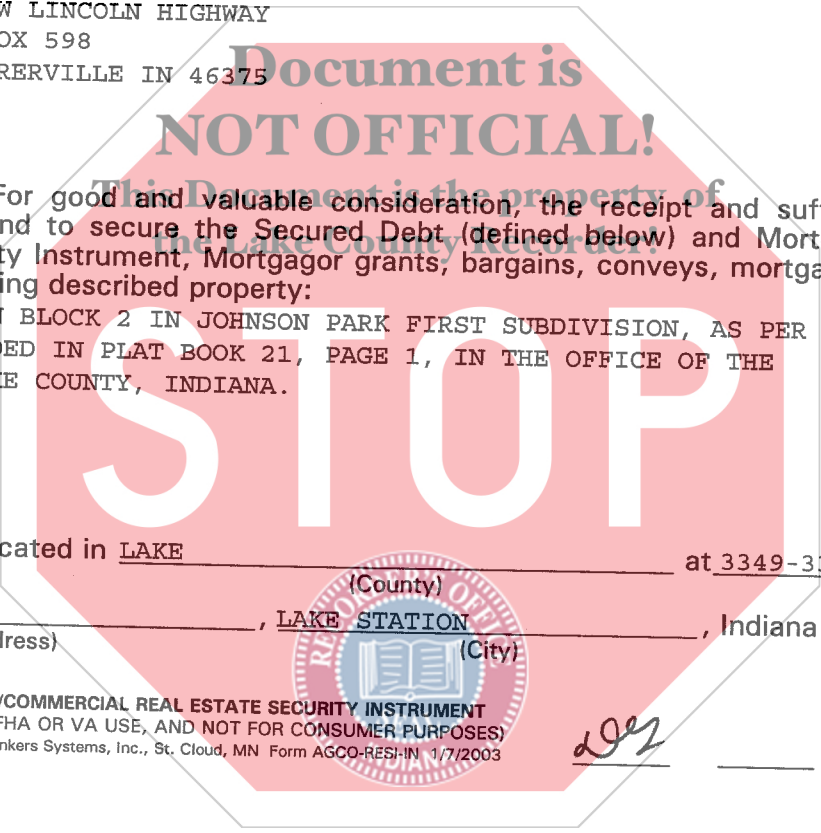 W LINCOLN HIGHWAY
OX 598
RERVILLE IN 46375
Document is
NOT OFFICIAL!
This Document is the property of
the Lake County Recorder!
For good and valuable consideration, the receipt and suf
nd to secure the Secured Debt (defined below) and Mort
ty Instrument, Mortgagor grants, bargains, conveys, mortga
ing described property:
BLOCK 2 IN JOHNSON PARK FIRST SUBDIVISION, AS PER
DED IN PLAT BOOK 21, PAGE 1, IN THE OFFICE OF THE
E COUNTY, INDIANA.
STOP
cated in LAKE at 3349-33
(County)
, LAKE STATION , Indiana
dress) (City)
RECORDER'S OFFICE
SEAL
INDIANA
/COMMERCIAL REAL ESTATE SECURITY INSTRUMENT
FHA OR VA USE, AND NOT FOR CONSUMER PURPOSES)
nkers Systems, Inc., St. Cloud, MN Form AGCO-RESI-IN 1/7/2003